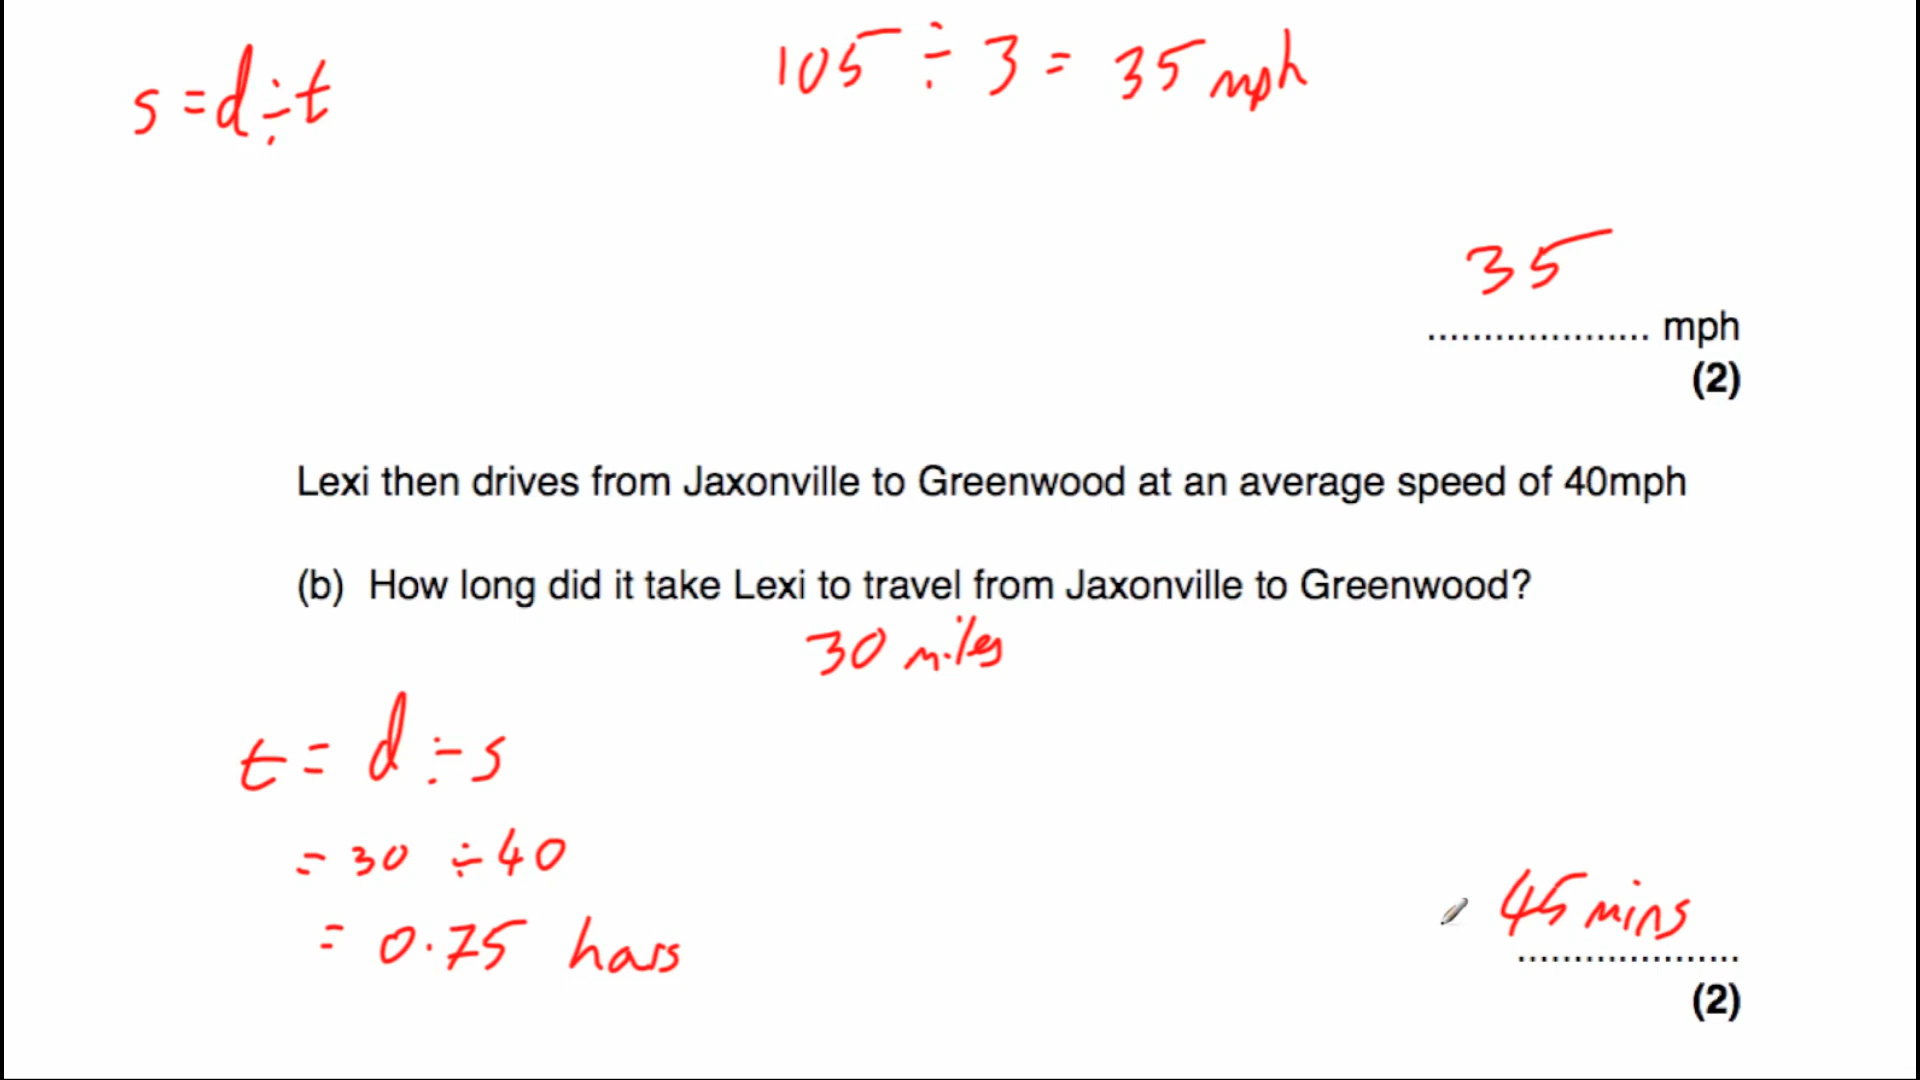 s = d ÷ t
105 ÷ 3 = 35 mph
35
.................... mph
(2)
Lexi then drives from Jaxonville to Greenwood at an average speed of 40mph
(b) How long did it take Lexi to travel from Jaxonville to Greenwood?
30 miles
t = d ÷ s
= 30 ÷ 40
= 0.75 hours
45 mins
....................
(2)